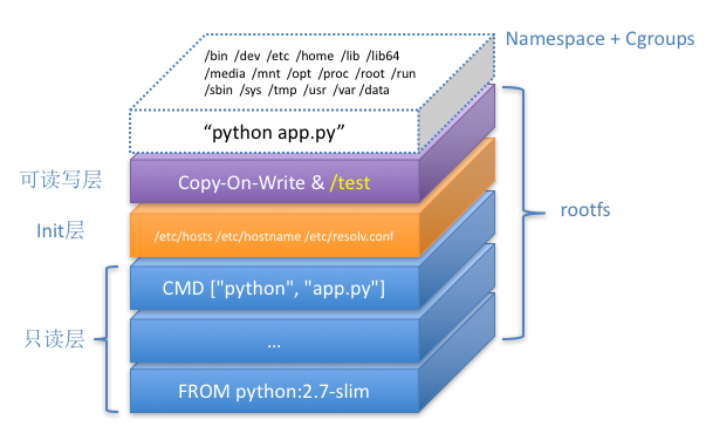 Namespace + Cgroups
/bin /dev /etc /home /lib /lib64
/media /mnt /opt /proc /root /run
/sbin /sys /tmp /usr /var /data
“python app.py”
可读写层
Copy-On-Write & /test
rootfs
Init层
/etc/hosts /etc/hostname /etc/resolv.conf
CMD ["python", "app.py"]
只读层
...
FROM python:2.7-slim